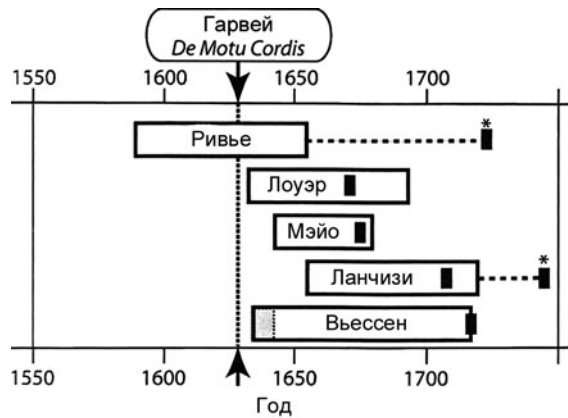 Гарвей
De Motu Cordis
1550 1600 1650 1700
*
Ривье
Лоуэр
Мэйо
*
Ланчизи
Вьессен
1550 1600 1650 1700
Год